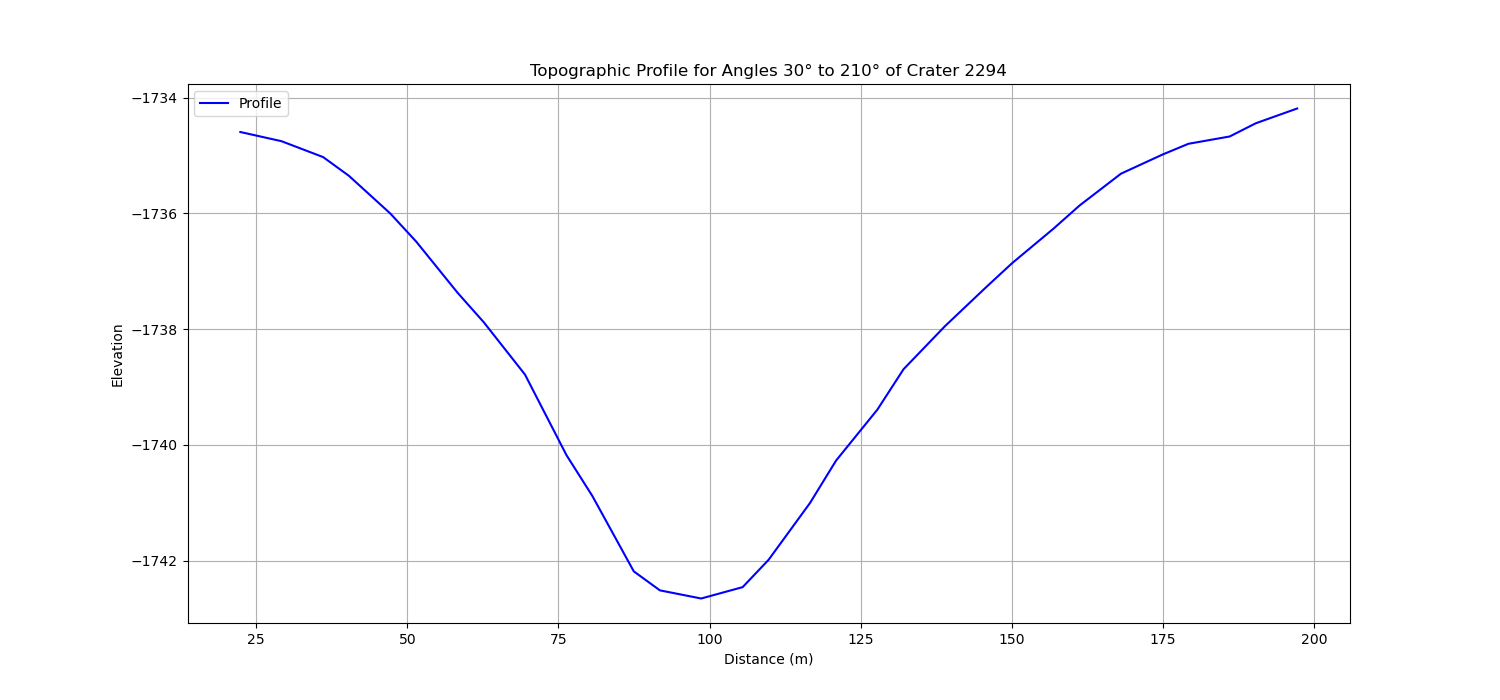 Topographic Profile for Angles 30° to 210° of Crater 2294
Profile
Elevation
−1734
−1736
−1738
−1740
−1742
25 50 75 100 125 150 175 200
Distance (m)